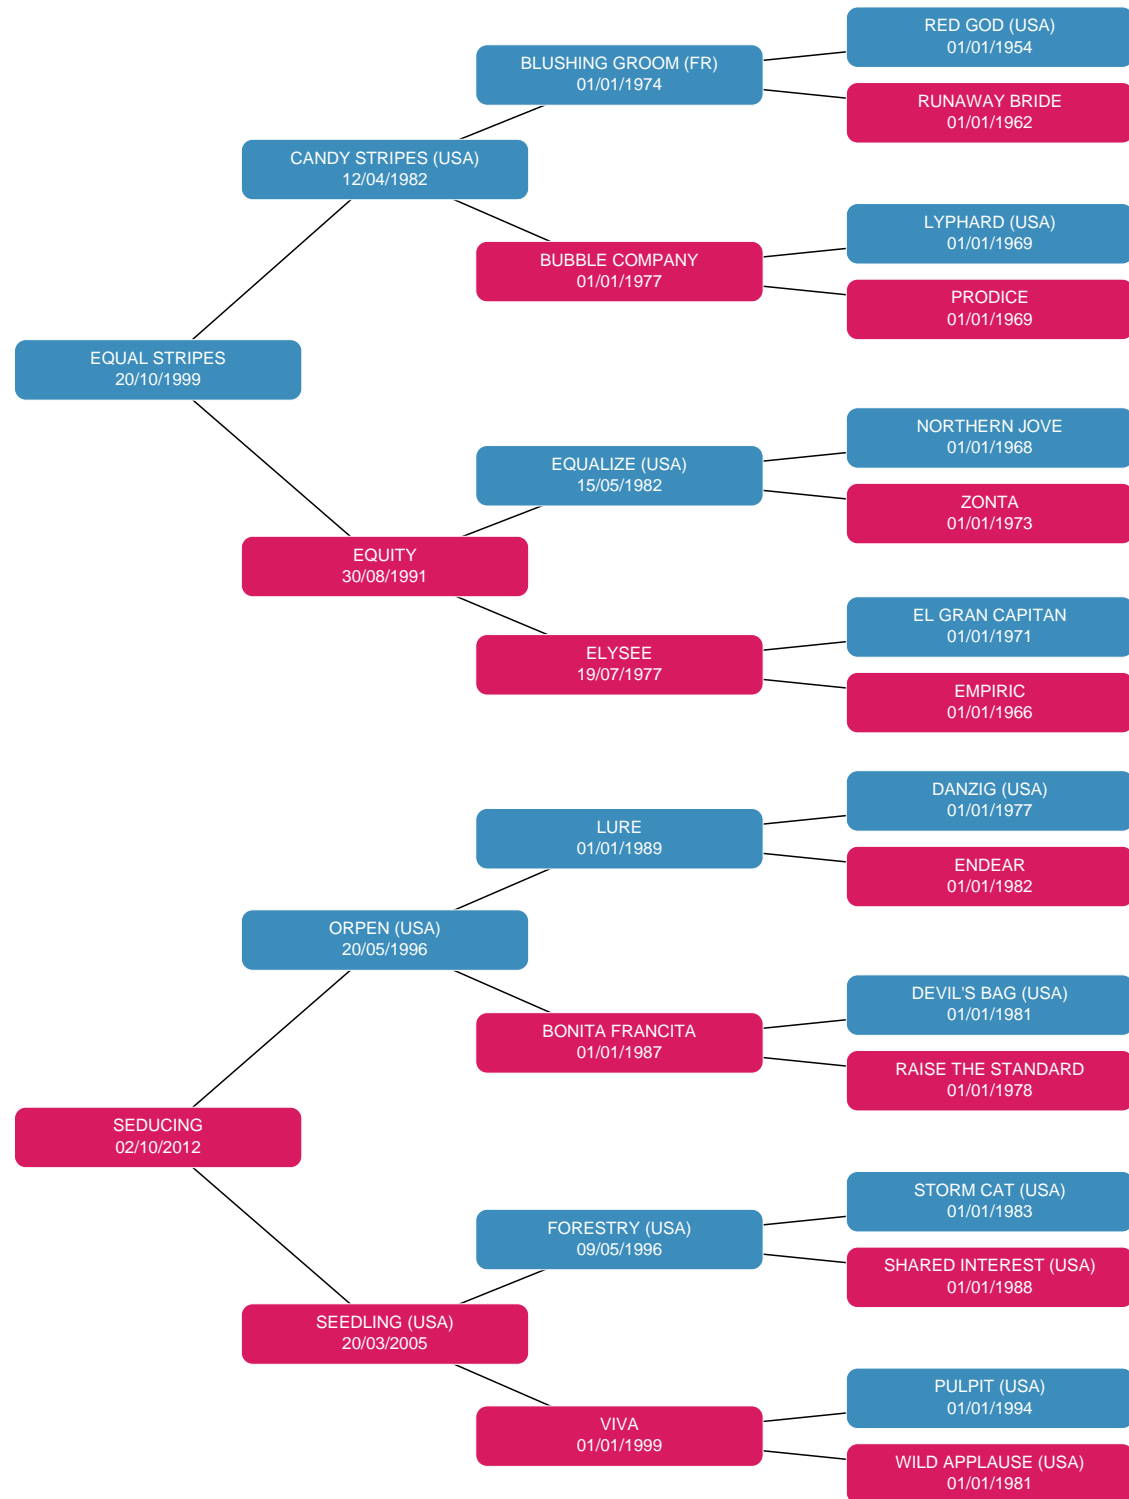 RED GOD (USA)
01/01/1954
BLUSHING GROOM (FR)
01/01/1974
RUNAWAY BRIDE
01/01/1962
CANDY STRIPES (USA)
12/04/1982
LYPHARD (USA)
01/01/1969
BUBBLE COMPANY
01/01/1977
PRODICE
01/01/1969
EQUAL STRIPES
20/10/1999
NORTHERN JOVE
01/01/1968
EQUALIZE (USA)
15/05/1982
ZONTA
01/01/1973
EQUITY
30/08/1991
EL GRAN CAPITAN
01/01/1971
ELYSEE
19/07/1977
EMPIRIC
01/01/1966
DANZIG (USA)
01/01/1977
LURE
01/01/1989
ENDEAR
01/01/1982
ORPEN (USA)
20/05/1996
DEVIL'S BAG (USA)
01/01/1981
BONITA FRANCITA
01/01/1987
RAISE THE STANDARD
01/01/1978
SEDUCING
02/10/2012
STORM CAT (USA)
01/01/1983
FORESTRY (USA)
09/05/1996
SHARED INTEREST (USA)
01/01/1988
SEEDLING (USA)
20/03/2005
PULPIT (USA)
01/01/1994
VIVA
01/01/1999
WILD APPLAUSE (USA)
01/01/1981